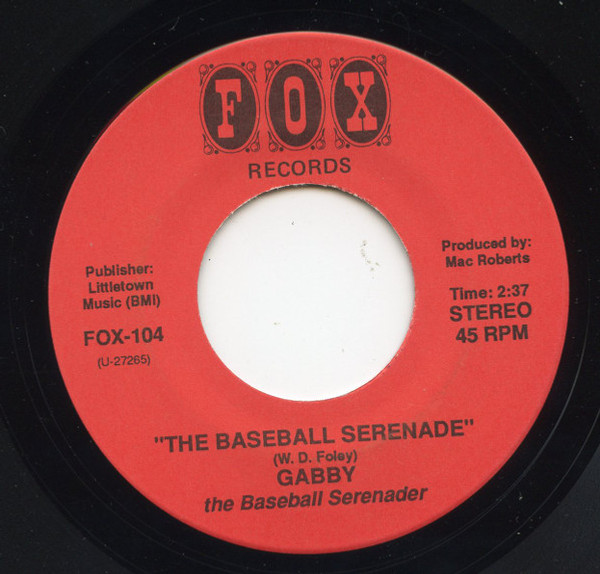 FOX
RECORDS
Publisher:
Littletown
Music (BMI)
FOX-104
(U-27265)
Produced by:
Mac Roberts
Time: 2:37
STEREO
45 RPM
"THE BASEBALL SERENADE"
(W. D. Foley)
GABBY
the Baseball Serenader